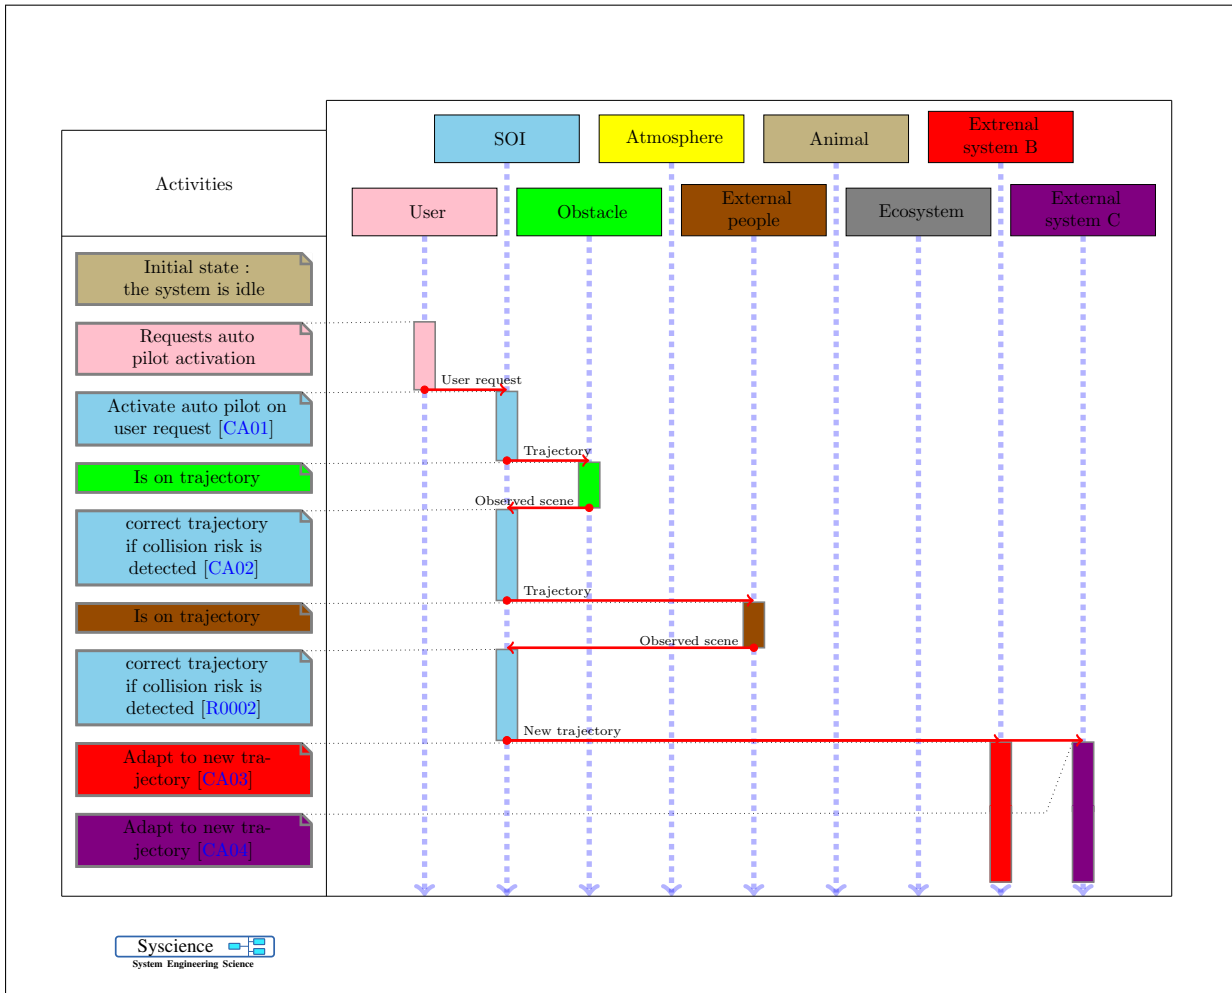 SOI
Atmosphere
Animal
Extrenal
system B
Activities
User
Obstacle
External
people
Ecosystem
External
system C
Initial state :
the system is idle
Requests auto
pilot activation
User request
Activate auto pilot on
user request [CA01]
Trajectory
Is on trajectory
Observed scene
correct trajectory
if collision risk is
detected [CA02]
Trajectory
Is on trajectory
Observed scene
correct trajectory
if collision risk is
detected [R0002]
New trajectory
Adapt to new tra-
jectory [CA03]
Adapt to new tra-
jectory [CA04]
Syscience
System Engineering Science